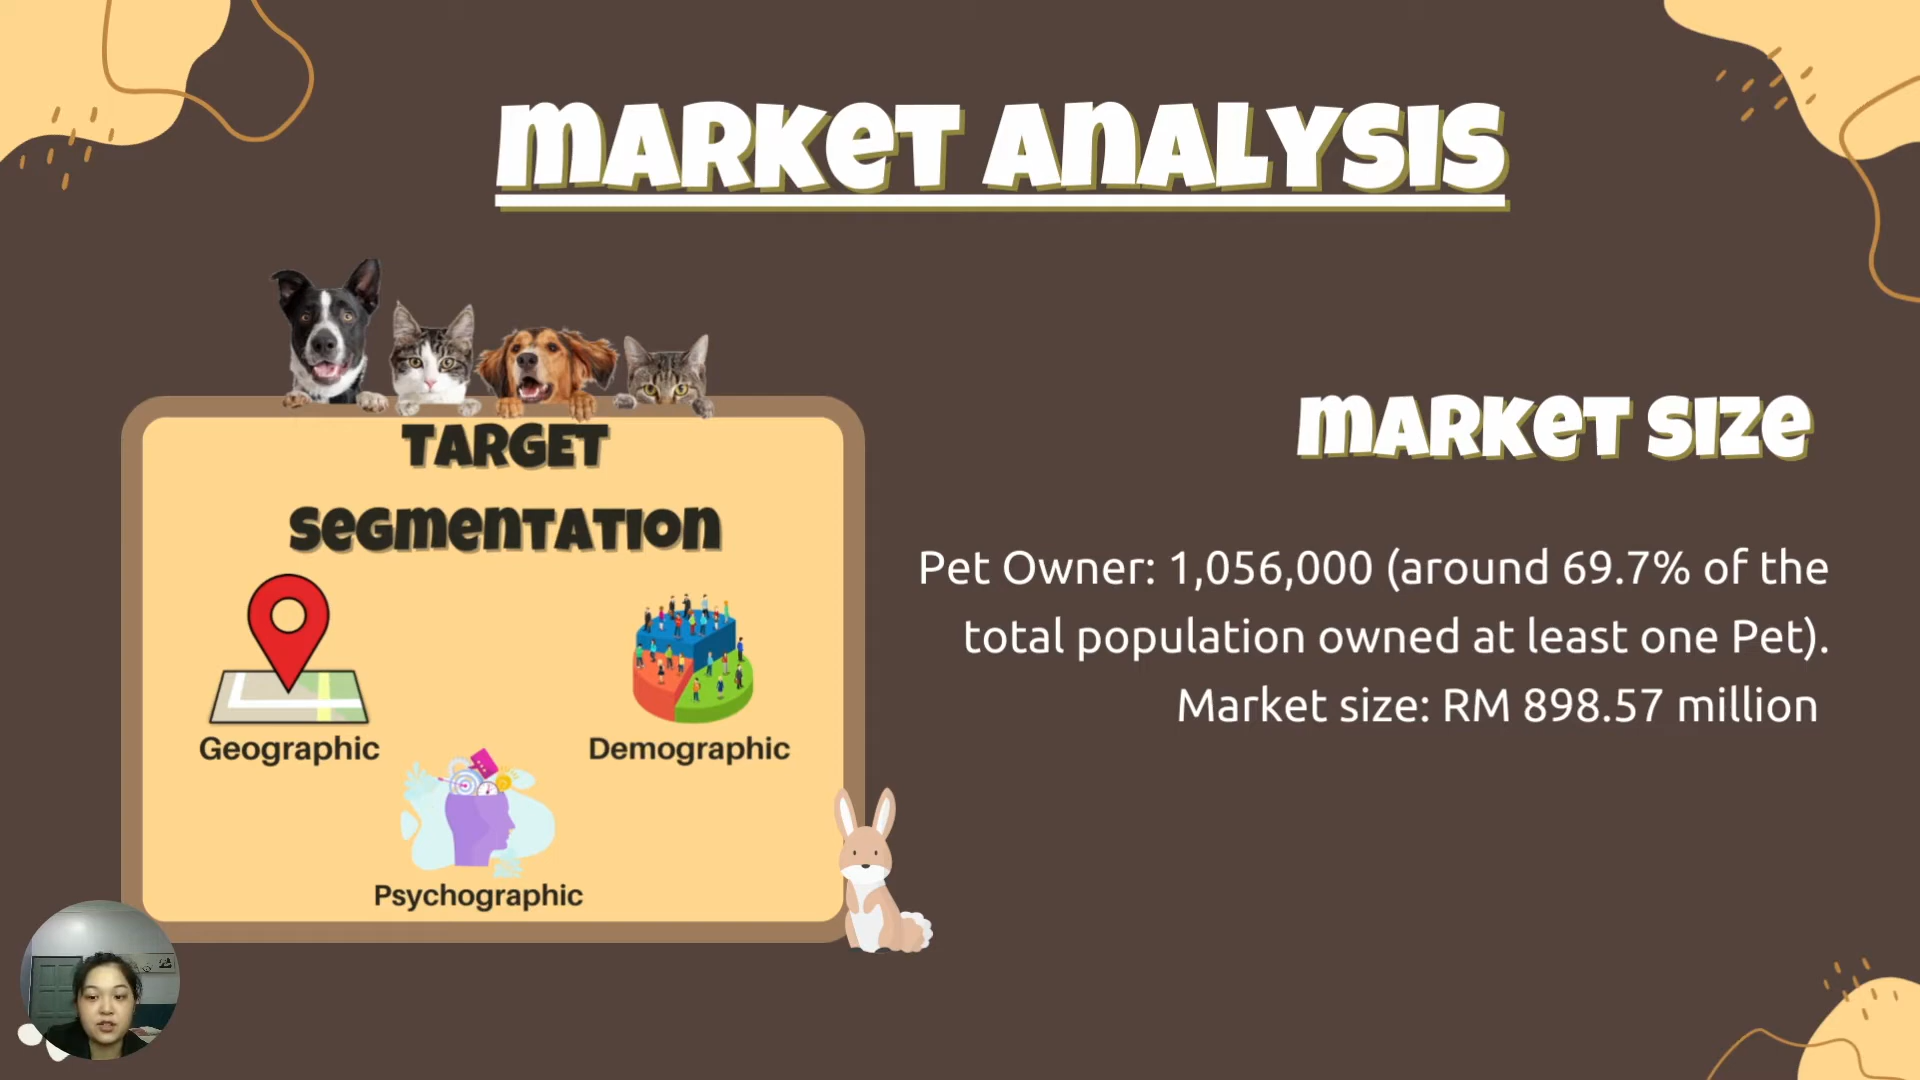 MARKET ANALYSIS
TARGET
SEGMENTATION
Geographic
Demographic
Psychographic
MARKET SIZE
Pet Owner: 1,056,000 (around 69.7% of the
total population owned at least one Pet).
Market size: RM 898.57 million